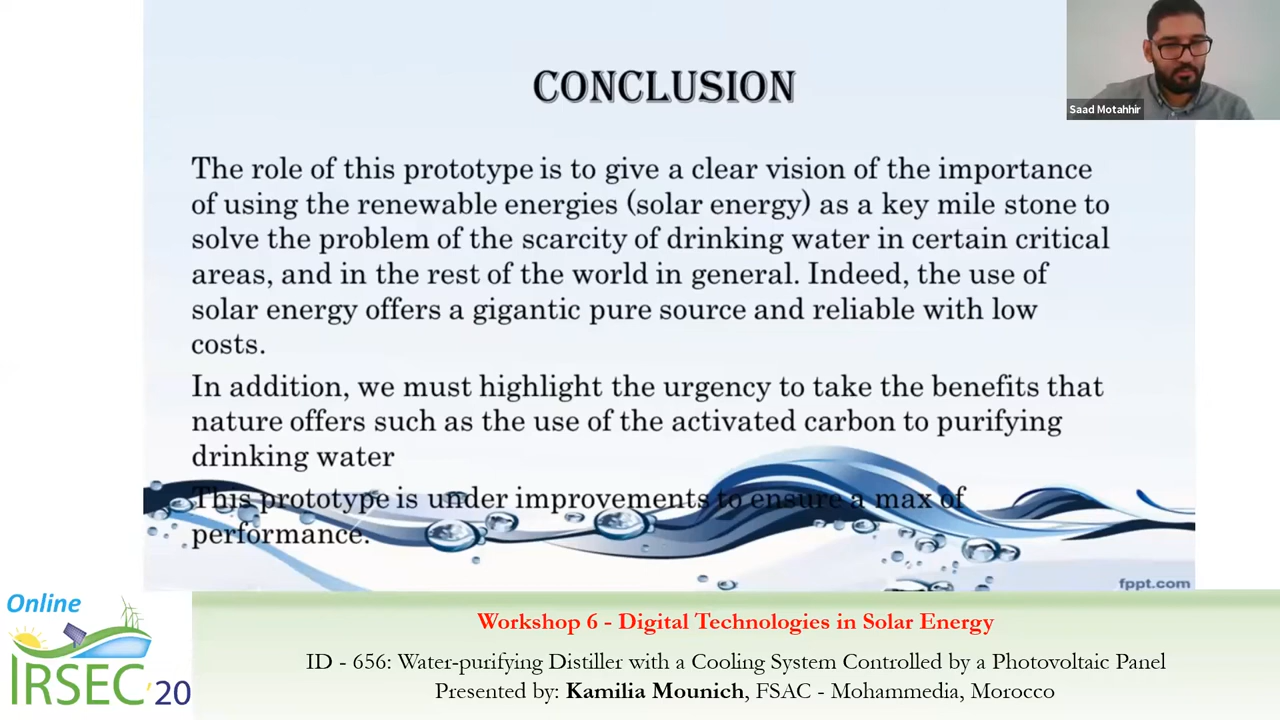 CONCLUSION
Saad Motahhir
The role of this prototype is to give a clear vision of the importance
of using the renewable energies (solar energy) as a key mile stone to
solve the problem of the scarcity of drinking water in certain critical
areas, and in the rest of the world in general. Indeed, the use of
solar energy offers a gigantic pure source and reliable with low
costs.
In addition, we must highlight the urgency to take the benefits that
nature offers such as the use of the activated carbon to purifying
drinking water
This prototype is under improvements to ensure a max of
performance.
fppt.com
Online
IRSEC'20
Workshop 6 - Digital Technologies in Solar Energy
ID - 656: Water-purifying Distiller with a Cooling System Controlled by a Photovoltaic Panel
Presented by: Kamilia Mounich, FSAC - Mohammedia, Morocco